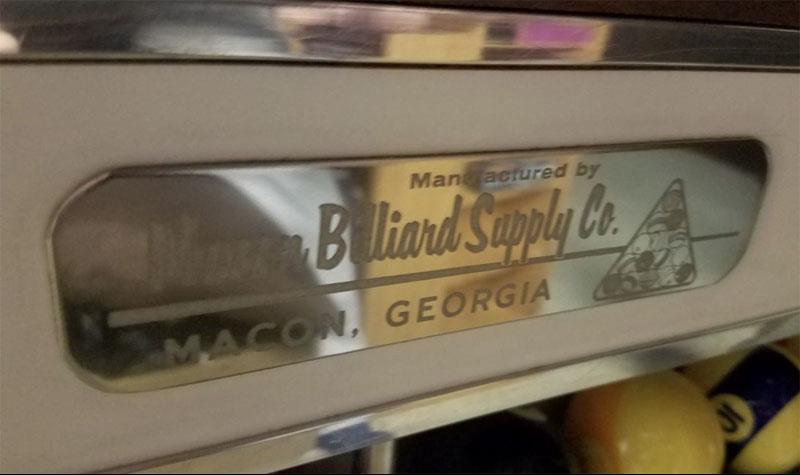 Manufactured by
Billiard Supply Co.
MACON, GEORGIA